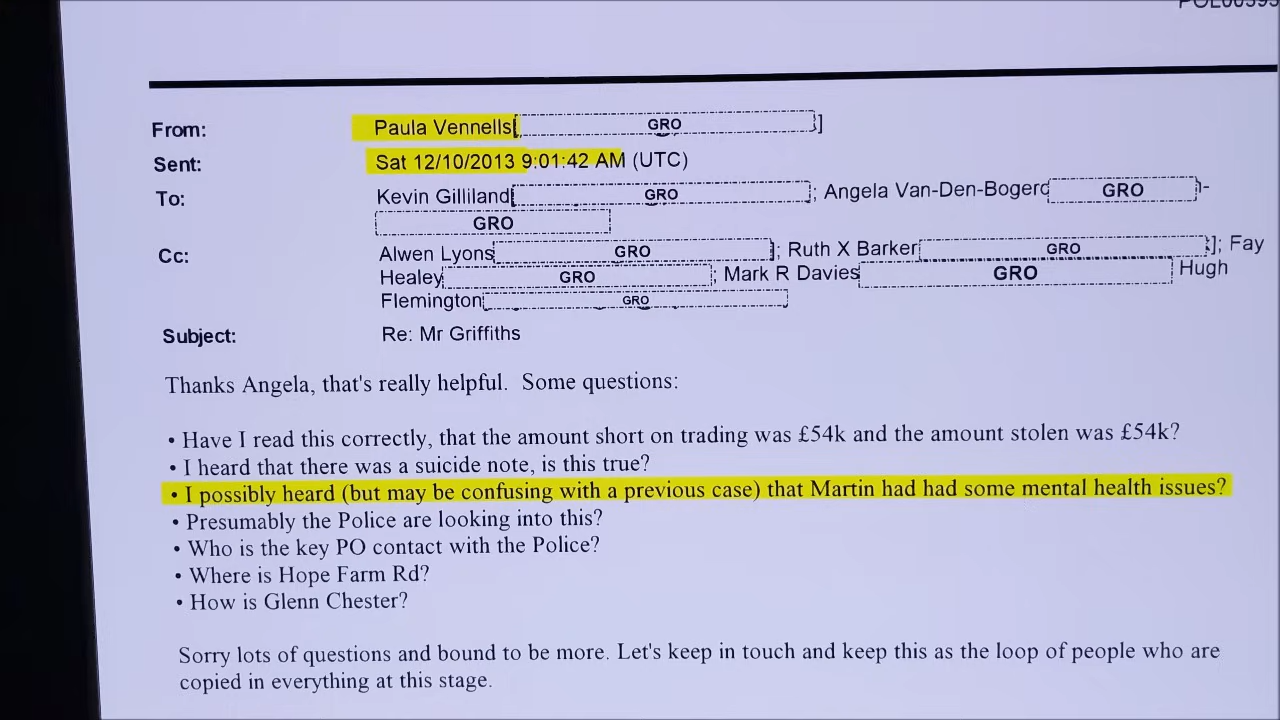 From: Paula Vennells[ GRO ]
Sent: Sat 12/10/2013 9:01:42 AM (UTC)
To: Kevin Gilliland[ GRO ; Angela Van-Den-Bogerd GRO ]-
GRO
Cc: Alwen Lyons GRO ]; Ruth X Barker GRO ]; Fay
Healey GRO ; Mark R Davies GRO Hugh
Flemington GRO
Subject: Re: Mr Griffiths
Thanks Angela, that's really helpful. Some questions:
• Have I read this correctly, that the amount short on trading was £54k and the amount stolen was £54k?
• I heard that there was a suicide note, is this true?
• I possibly heard (but may be confusing with a previous case) that Martin had had some mental health issues?
• Presumably the Police are looking into this?
• Who is the key PO contact with the Police?
• Where is Hope Farm Rd?
• How is Glenn Chester?
Sorry lots of questions and bound to be more. Let's keep in touch and keep this as the loop of people who are
copied in everything at this stage.